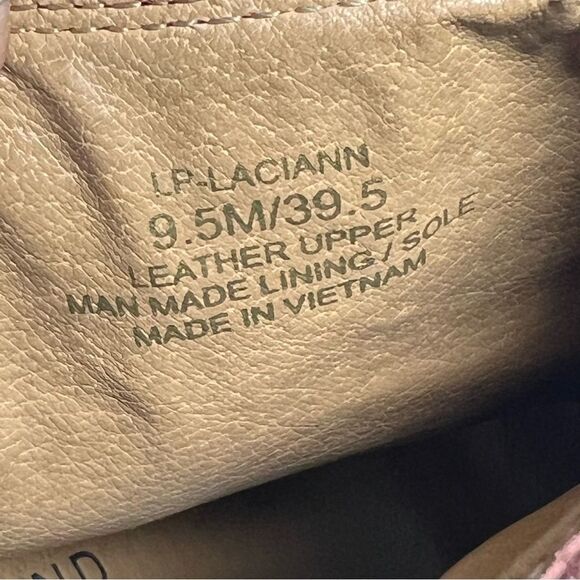 LP-LACIANN
9.5M/39.5
LEATHER UPPER
MAN MADE LINING/SOLE
MADE IN VIETNAM